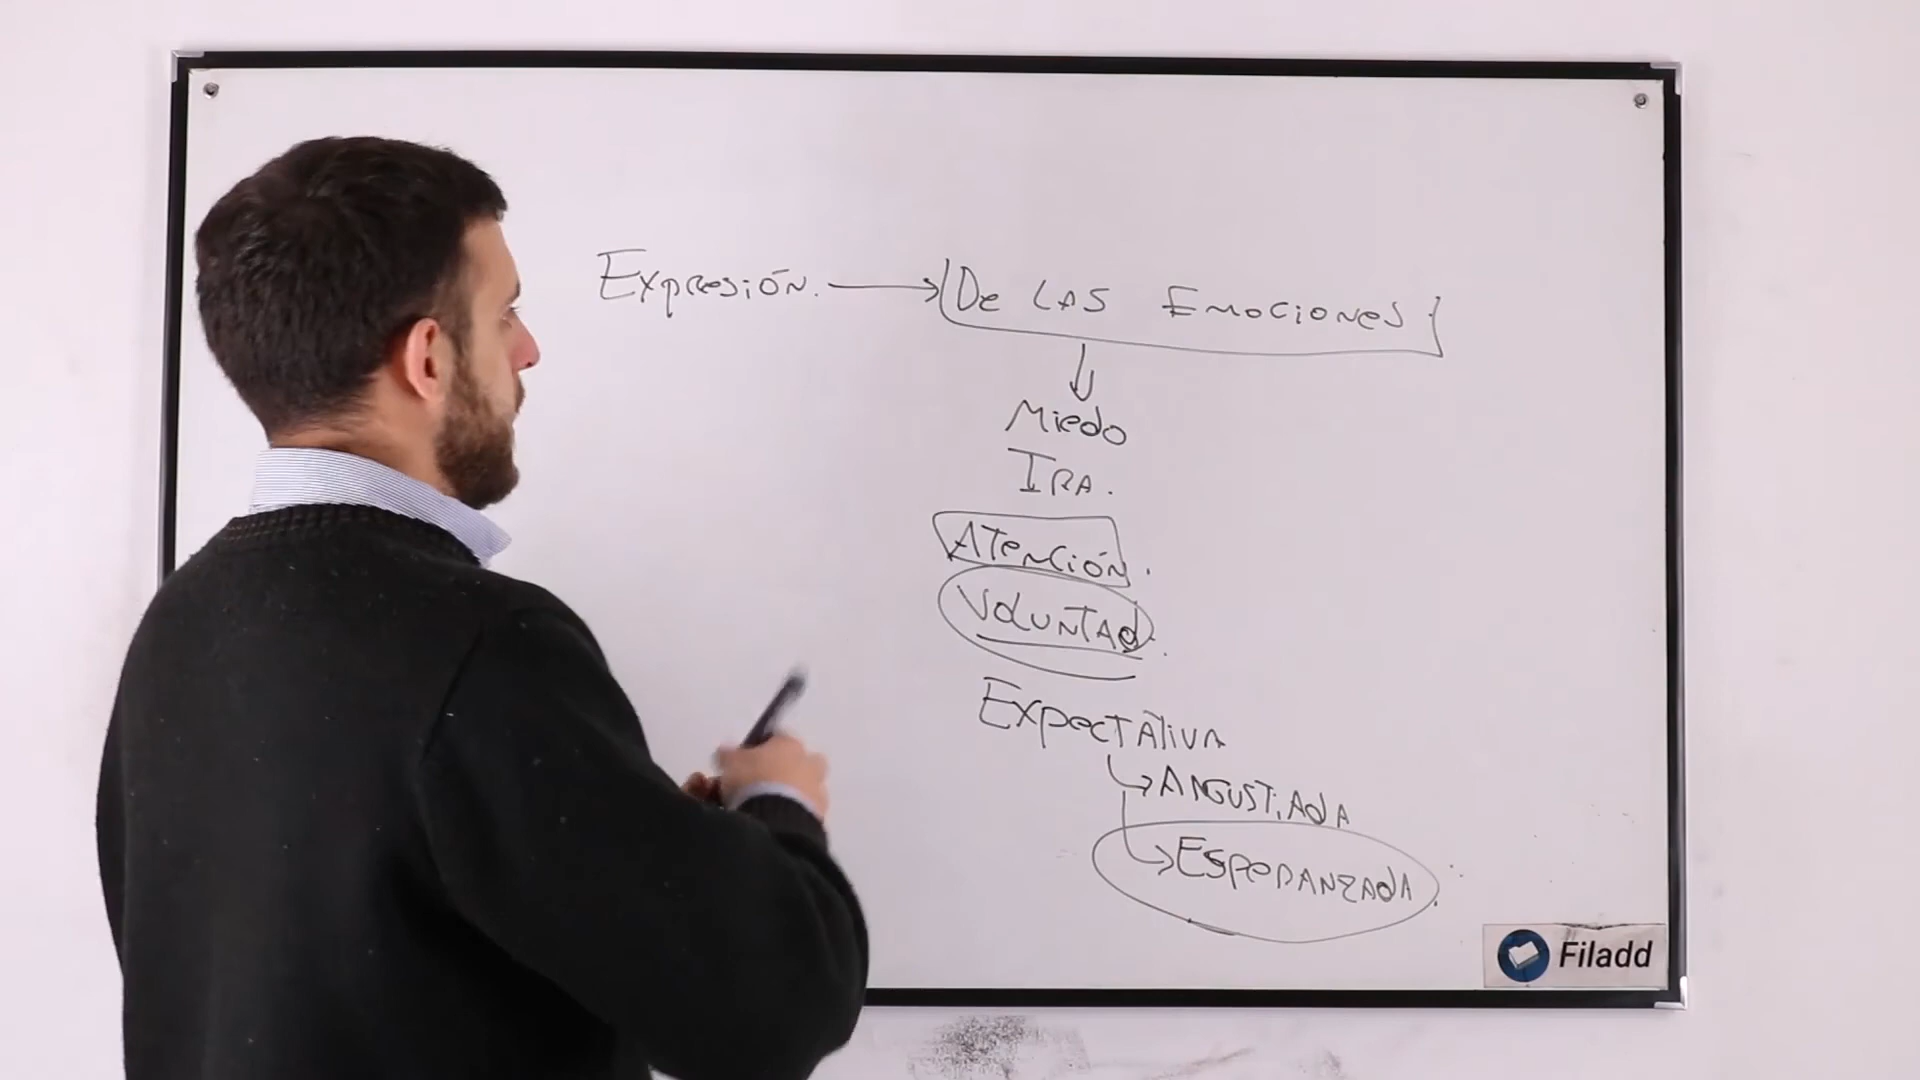 Expresión. → De LAS Emociones
Miedo
IRA.
ATención.
VOLUNTAd.
ExpecTATivA
ANGUSTiAdA
EspeRANZAdA.
Filadd